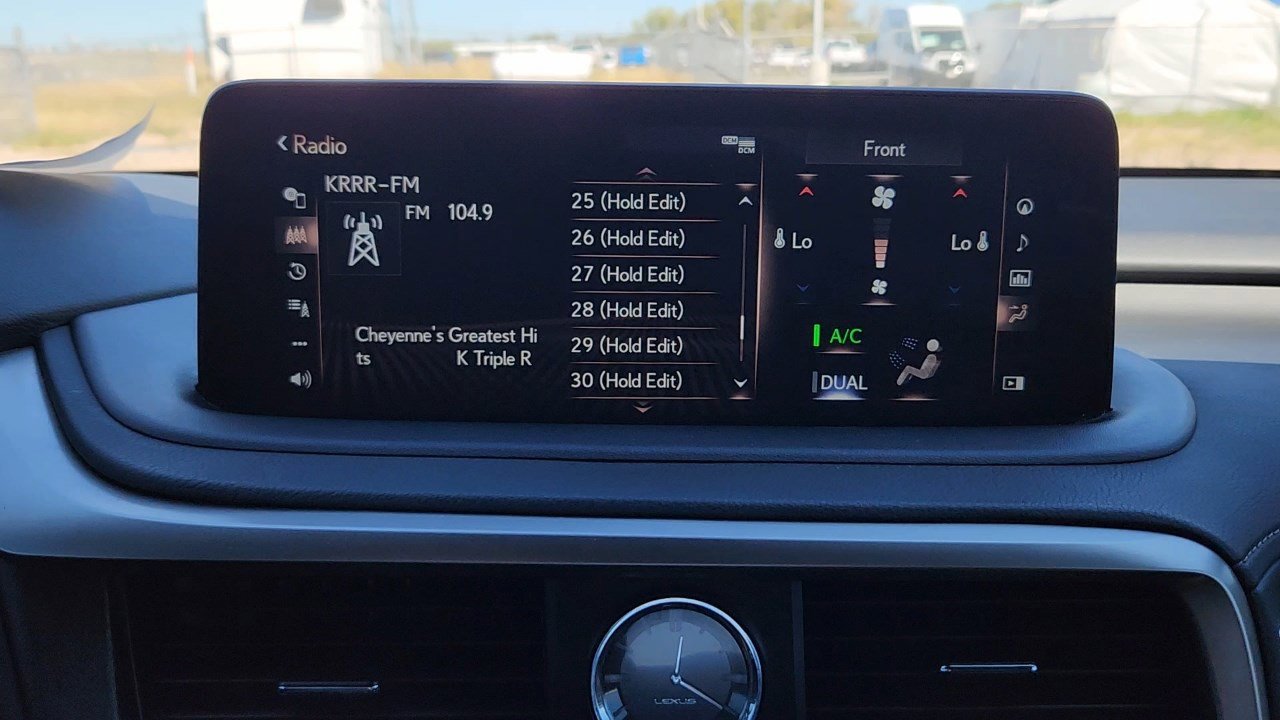 Radio
DCM
DCM
KRRR-FM
FM 104.9
Cheyenne's Greatest Hi
ts K Triple R
25 (Hold Edit)
26 (Hold Edit)
27 (Hold Edit)
28 (Hold Edit)
29 (Hold Edit)
30 (Hold Edit)
Front
Lo
Lo
A/C
DUAL
LEXUS